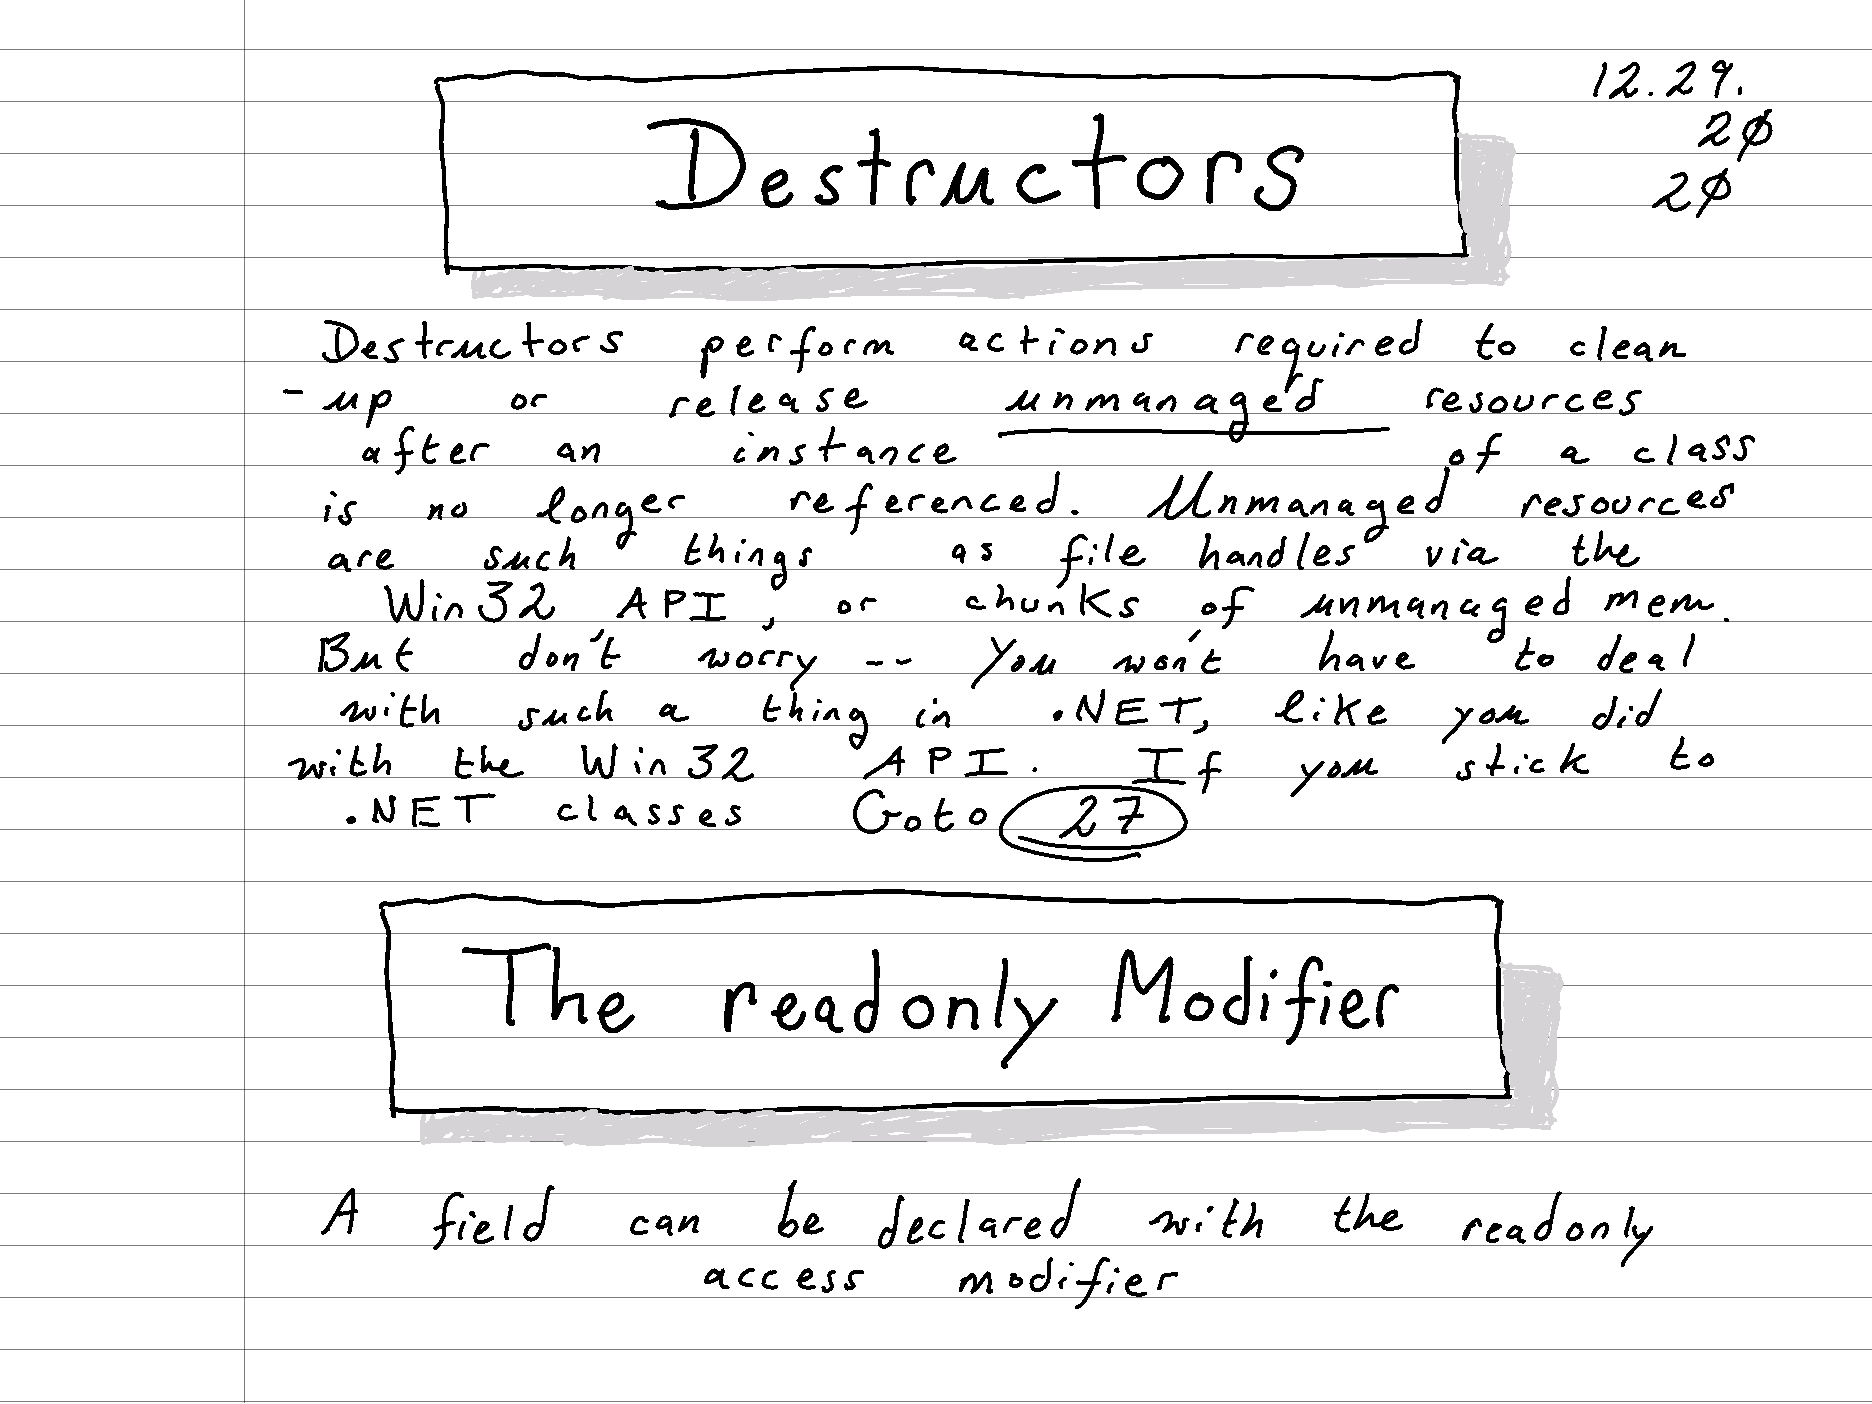 Destructors
12.29.
2φ
2φ
Destructors perform actions required to clean
- up or release unmanaged resources
after an instance of a class
is no longer referenced. Unmanaged resources
are such things as file handles via the
Win32 API, or chunks of unmanaged mem.
But don't worry -- You won't have to deal
with such a thing in .NET, like you did
with the Win32 API. If you stick to
.NET classes Goto 27
The readonly Modifier
A field can be declared with the readonly
access modifier